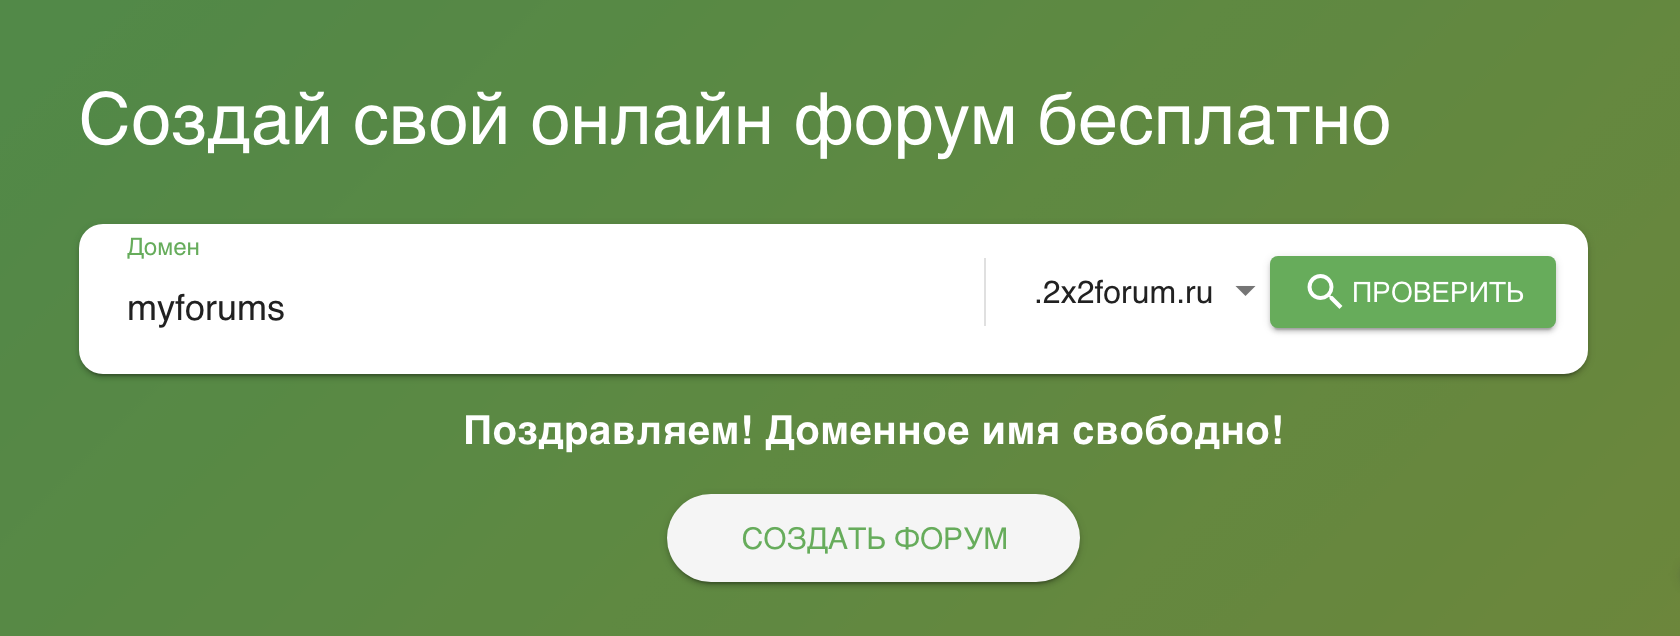 Создай свой онлайн форум бесплатно
Домен
myforums
.2x2forum.ru
ПРОВЕРИТЬ
Поздравляем! Доменное имя свободно!
СОЗДАТЬ ФОРУМ